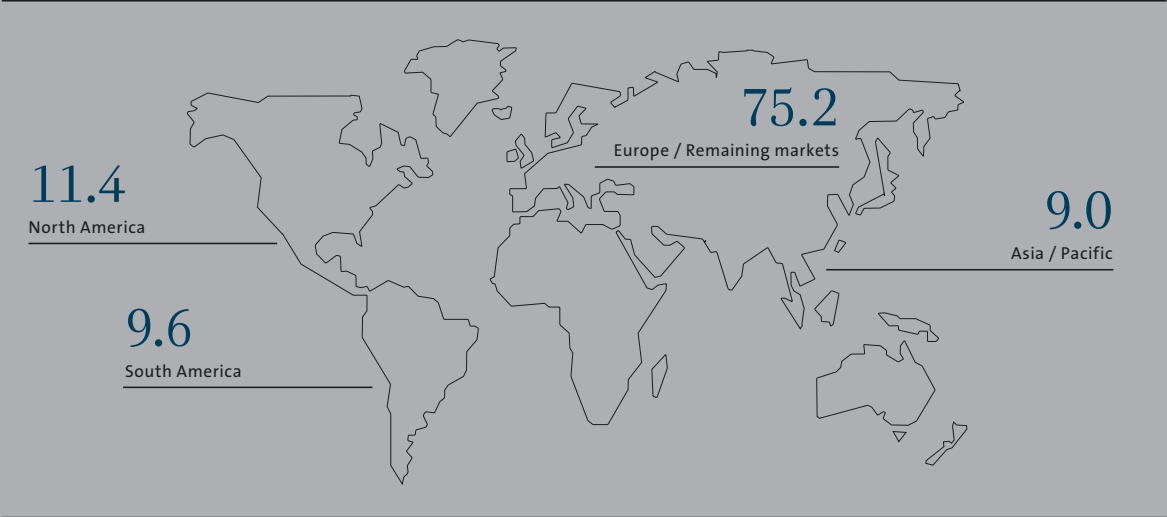 75.2
Europe / Remaining markets
11.4
North America
9.0
Asia / Pacific
9.6
South America